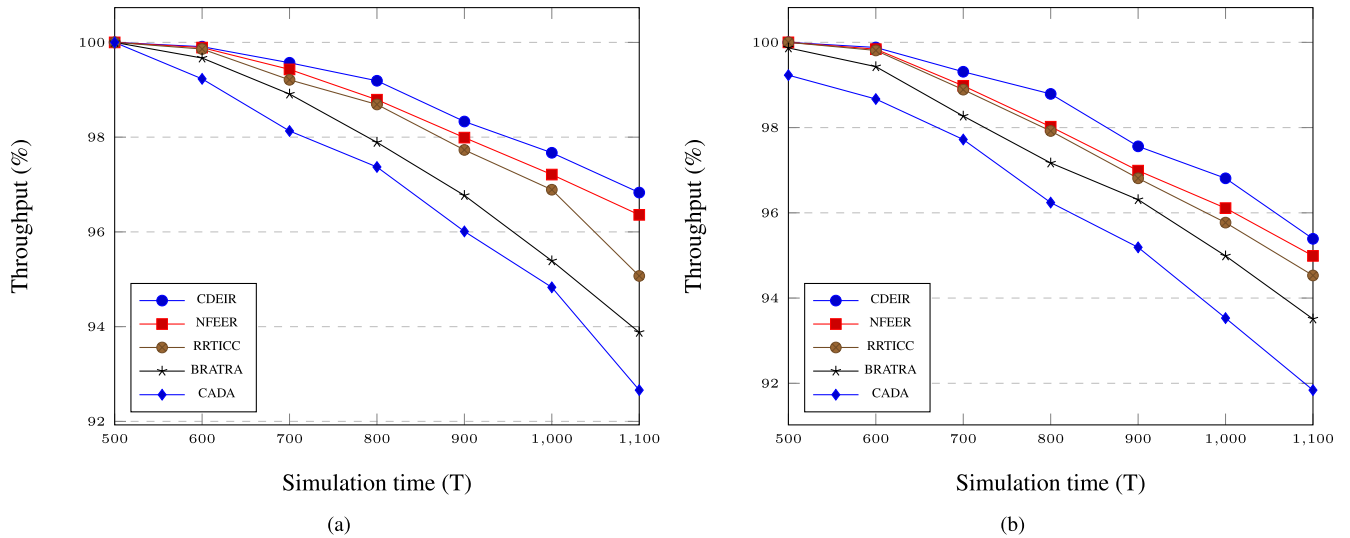 100
98
96
94
92
Throughput (%)
CDEIR
NFEER
RRTICC
BRATRA
CADA
500 600 700 800 900 1,000 1,100
Simulation time (T)
(a)
100
98
96
94
92
Throughput (%)
CDEIR
NFEER
RRTICC
BRATRA
CADA
500 600 700 800 900 1,000 1,100
Simulation time (T)
(b)